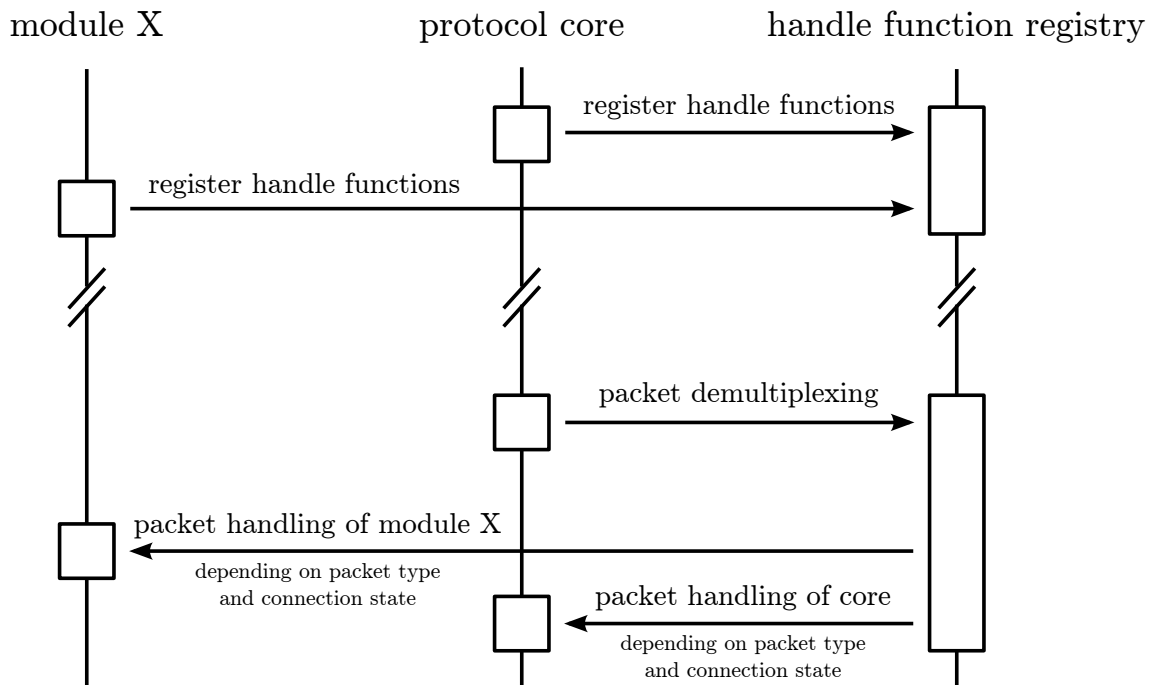 module X
protocol core
handle function registry
register handle functions
register handle functions
packet demultiplexing
packet handling of module X
depending on packet type
and connection state
packet handling of core
depending on packet type
and connection state